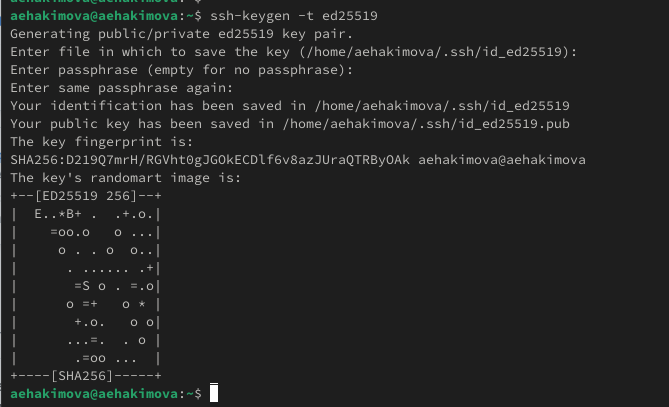 aehakimova@aehakimova:~$ ssh-keygen -t ed25519
Generating public/private ed25519 key pair.
Enter file in which to save the key (/home/aehakimova/.ssh/id_ed25519):
Enter passphrase (empty for no passphrase):
Enter same passphrase again:
Your identification has been saved in /home/aehakimova/.ssh/id_ed25519
Your public key has been saved in /home/aehakimova/.ssh/id_ed25519.pub
The key fingerprint is:
SHA256:D219Q7mrH/RGVht0gJGOkECDlf6v8azJUraQTRByOAk aehakimova@aehakimova
The key's randomart image is:
+--[ED25519 256]--+
|  E..*B+ .  .+.o.|
|    =oo.o   o ...|
|     o . . o  o..|
|      . ...... .+|
|       =S o . =.o|
|      o =+   o * |
|       +.o.   o o|
|      ...=.  . o |
|       .=oo ...  |
+----[SHA256]-----+
aehakimova@aehakimova:~$